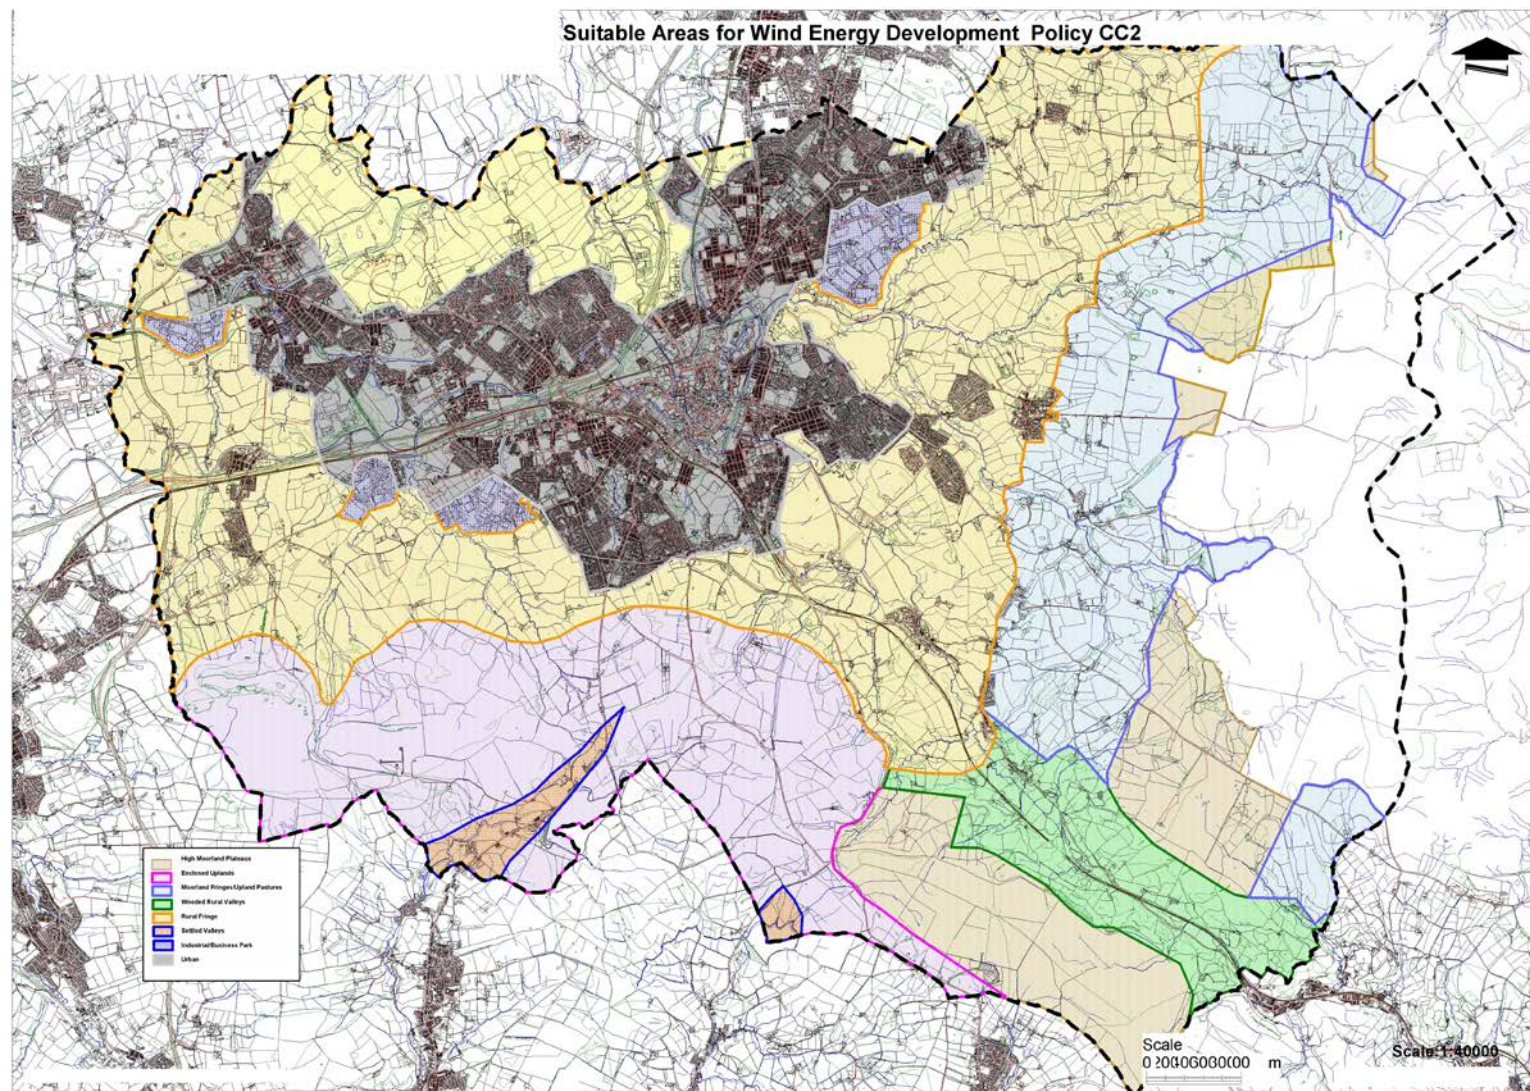 Suitable Areas for Wind Energy Development Policy CC2
High Moorland Plateaux
Enclosed Uplands
Moorland Fringes/Upland Pastures
Wooded Rural Valleys
Rural Fringe
Settled Valleys
Industrial/Business Park
Urban
Scale
m
Scale 1:40000